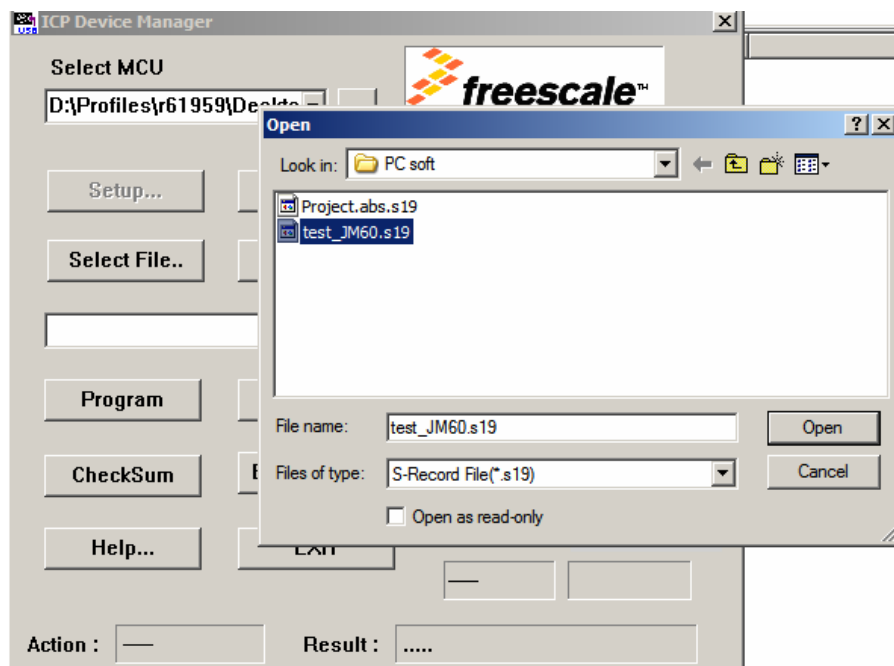 ICP Device Manager
Select MCU
D:\Profiles\r61959\Deskto
freescale™
Open
Look in: PC soft
Setup...
Project.abs.s19
test_JM60.s19
Select File..
Program
File name: test_JM60.s19
Open
CheckSum
Files of type: S-Record File(*.s19)
Cancel
Open as read-only
Help...
EXIT
Action :
Result : .....